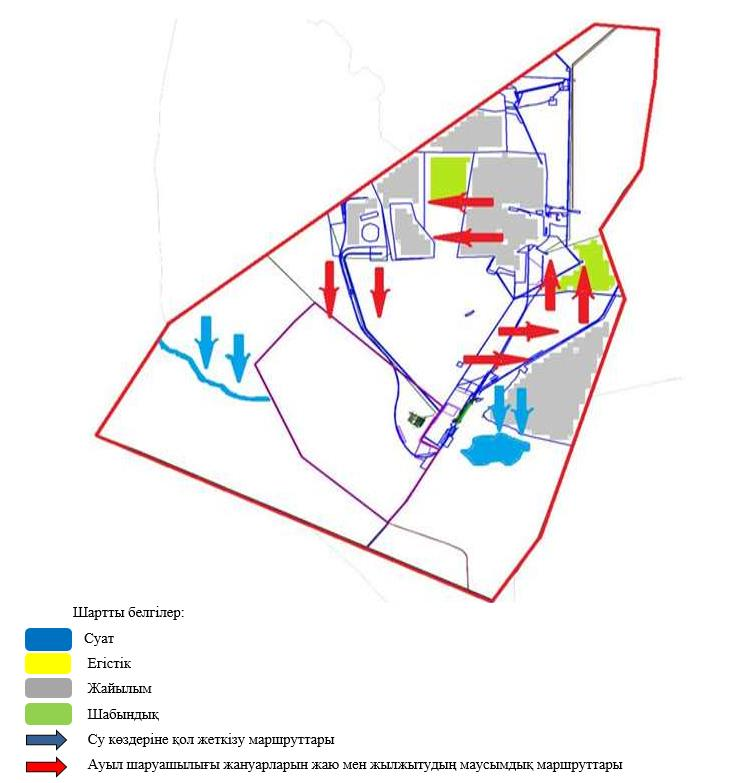 Шартты белгілер:
Суат
Егістік
Жайылым
Шабындық
Су көздеріне қол жеткізу маршруттары
Ауыл шаруашылығы жануарларын жаю мен жылжытудың маусымдық маршруттары